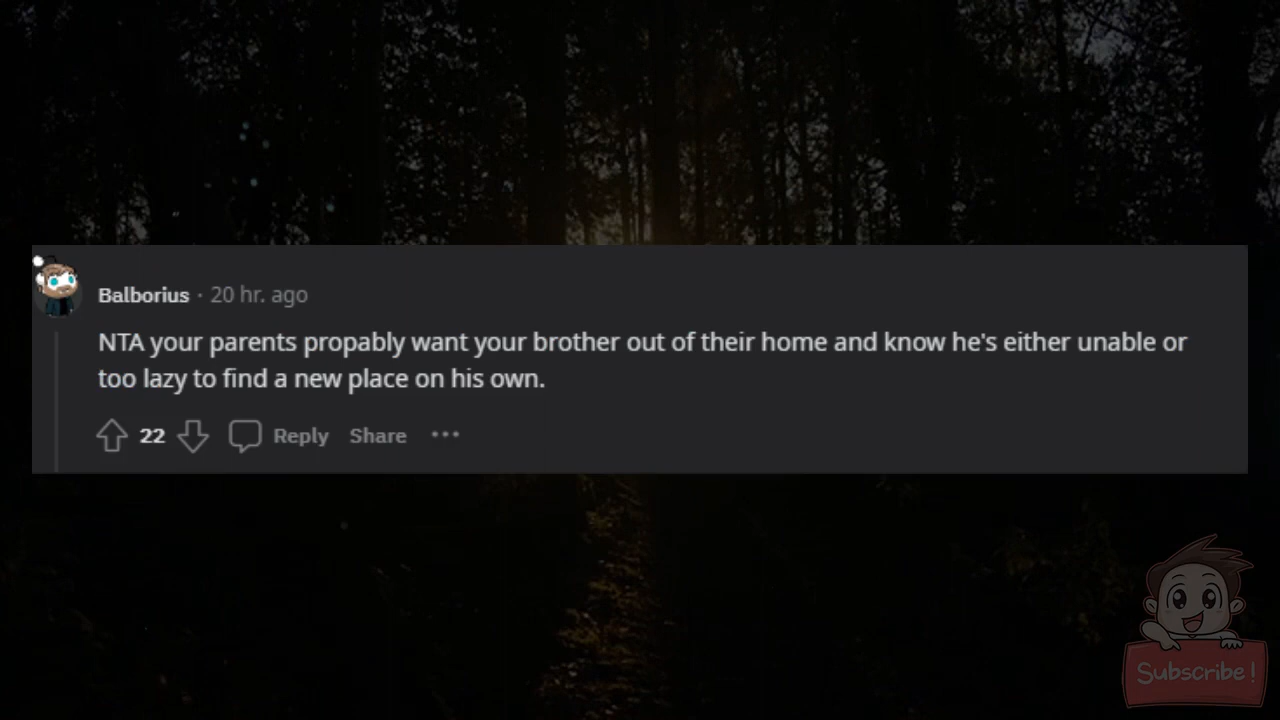 Balborius · 20 hr. ago
NTA your parents propably want your brother out of their home and know he's either unable or
too lazy to find a new place on his own.
22 Reply Share ···
Subscribe!